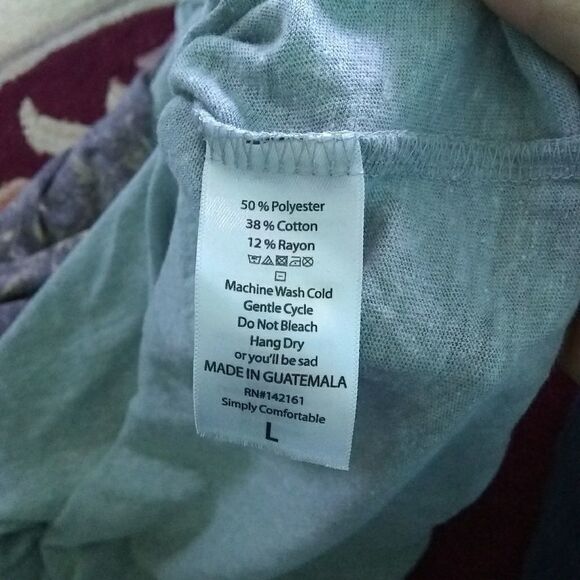 50 % Polyester
38 % Cotton
12 % Rayon
Machine Wash Cold
Gentle Cycle
Do Not Bleach
Hang Dry
or you'll be sad
MADE IN GUATEMALA
RN#142161
Simply Comfortable
L